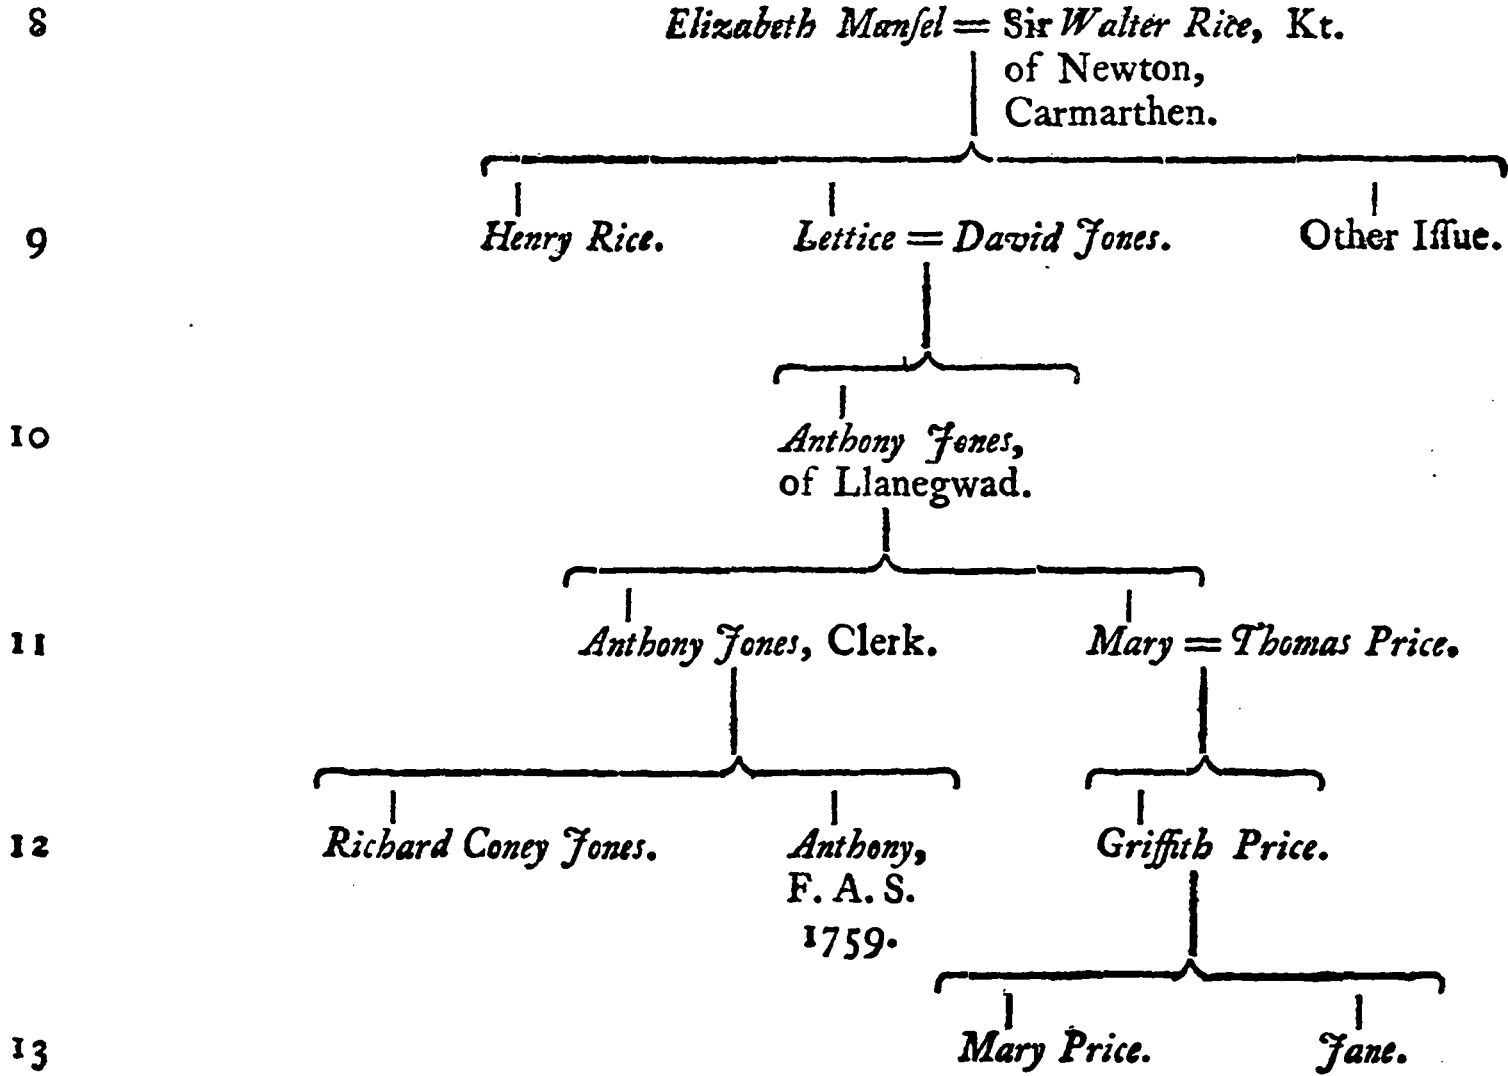 8 Elizabeth Manſel = Sir Walter Rice, Kt.
of Newton,
Carmarthen.
9 Henry Rice. Lettice = David Jones. Other Iſſue.
10 Anthony Jones,
of Llanegwad.
11 Anthony Jones, Clerk. Mary = Thomas Price.
12 Richard Coney Jones. Anthony, Griffith Price.
F. A. S.
1759.
13 Mary Price. Jane.